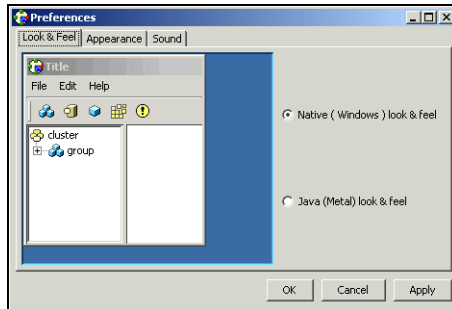 Preferences
Look & Feel Appearance Sound
Title
File Edit Help
cluster
group
Native ( Windows ) look & feel
Java (Metal) look & feel
OK Cancel Apply